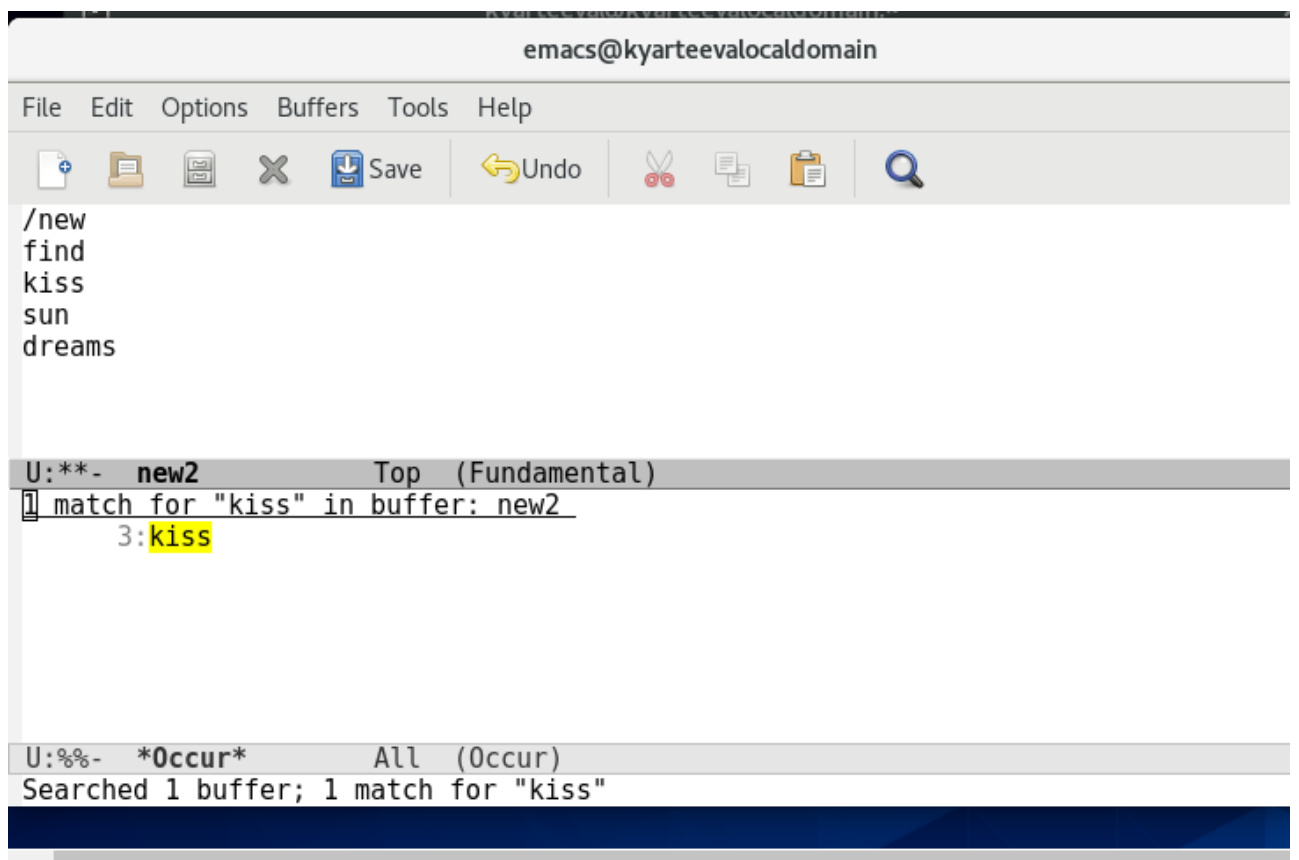 emacs@kyarteevalocaldomain
File Edit Options Buffers Tools Help
Save Undo
/new
find
kiss
sun
dreams
U:**- new2 Top (Fundamental)
1 match for "kiss" in buffer: new2
3:kiss
U:%%- *Occur* All (Occur)
Searched 1 buffer; 1 match for "kiss"